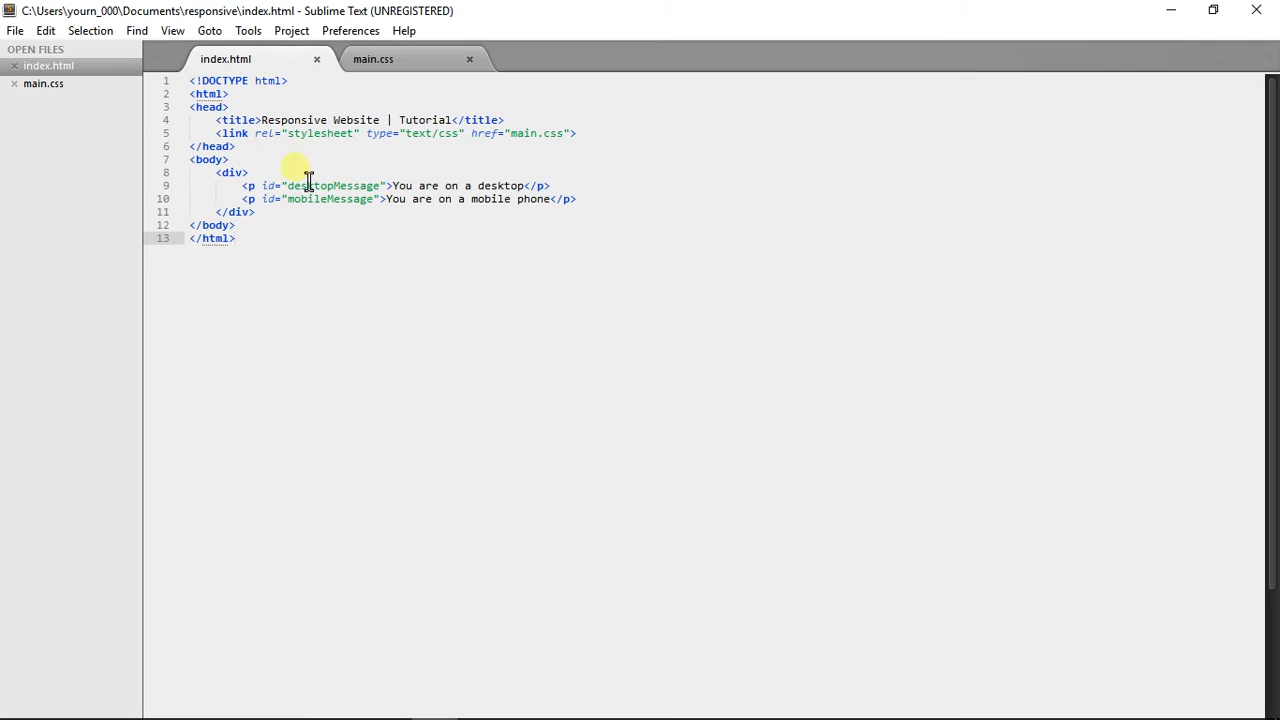 C:\Users\yourn_000\Documents\responsive\index.html - Sublime Text (UNREGISTERED)
File Edit Selection Find View Goto Tools Project Preferences Help
OPEN FILES
index.html
main.css
index.html
main.css
1 <!DOCTYPE html>
2 <html>
3 <head>
4 <title>Responsive Website | Tutorial</title>
5 <link rel="stylesheet" type="text/css" href="main.css">
6 </head>
7 <body>
8 <div>
9 <p id="desktopMessage">You are on a desktop</p>
10 <p id="mobileMessage">You are on a mobile phone</p>
11 </div>
12 </body>
13 </html>